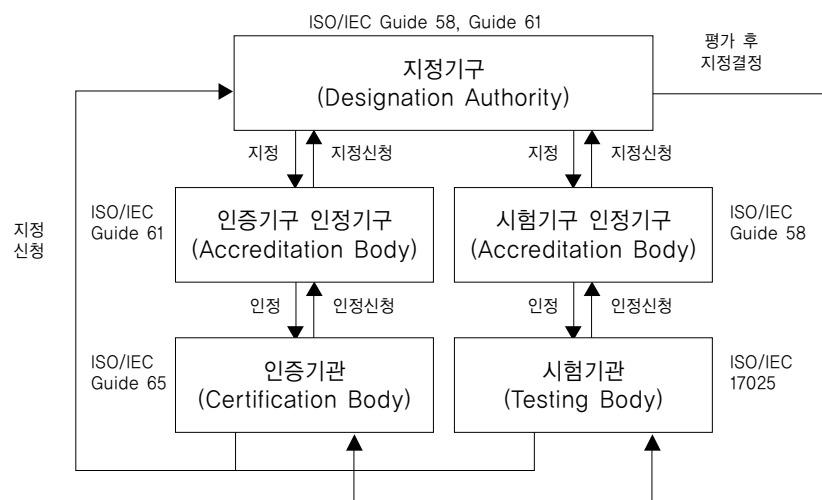 ISO/IEC Guide 58, Guide 61
평가 후
지정결정
지정기구
(Designation Authority)
지정
지정신청
지정
지정신청
지정
신청
ISO/IEC
Guide 61
인증기구 인정기구
(Accreditation Body)
시험기구 인정기구
(Accreditation Body)
ISO/IEC
Guide 58
인정
인정신청
인정
인정신청
ISO/IEC
Guide 65
인증기관
(Certification Body)
시험기관
(Testing Body)
ISO/IEC
17025